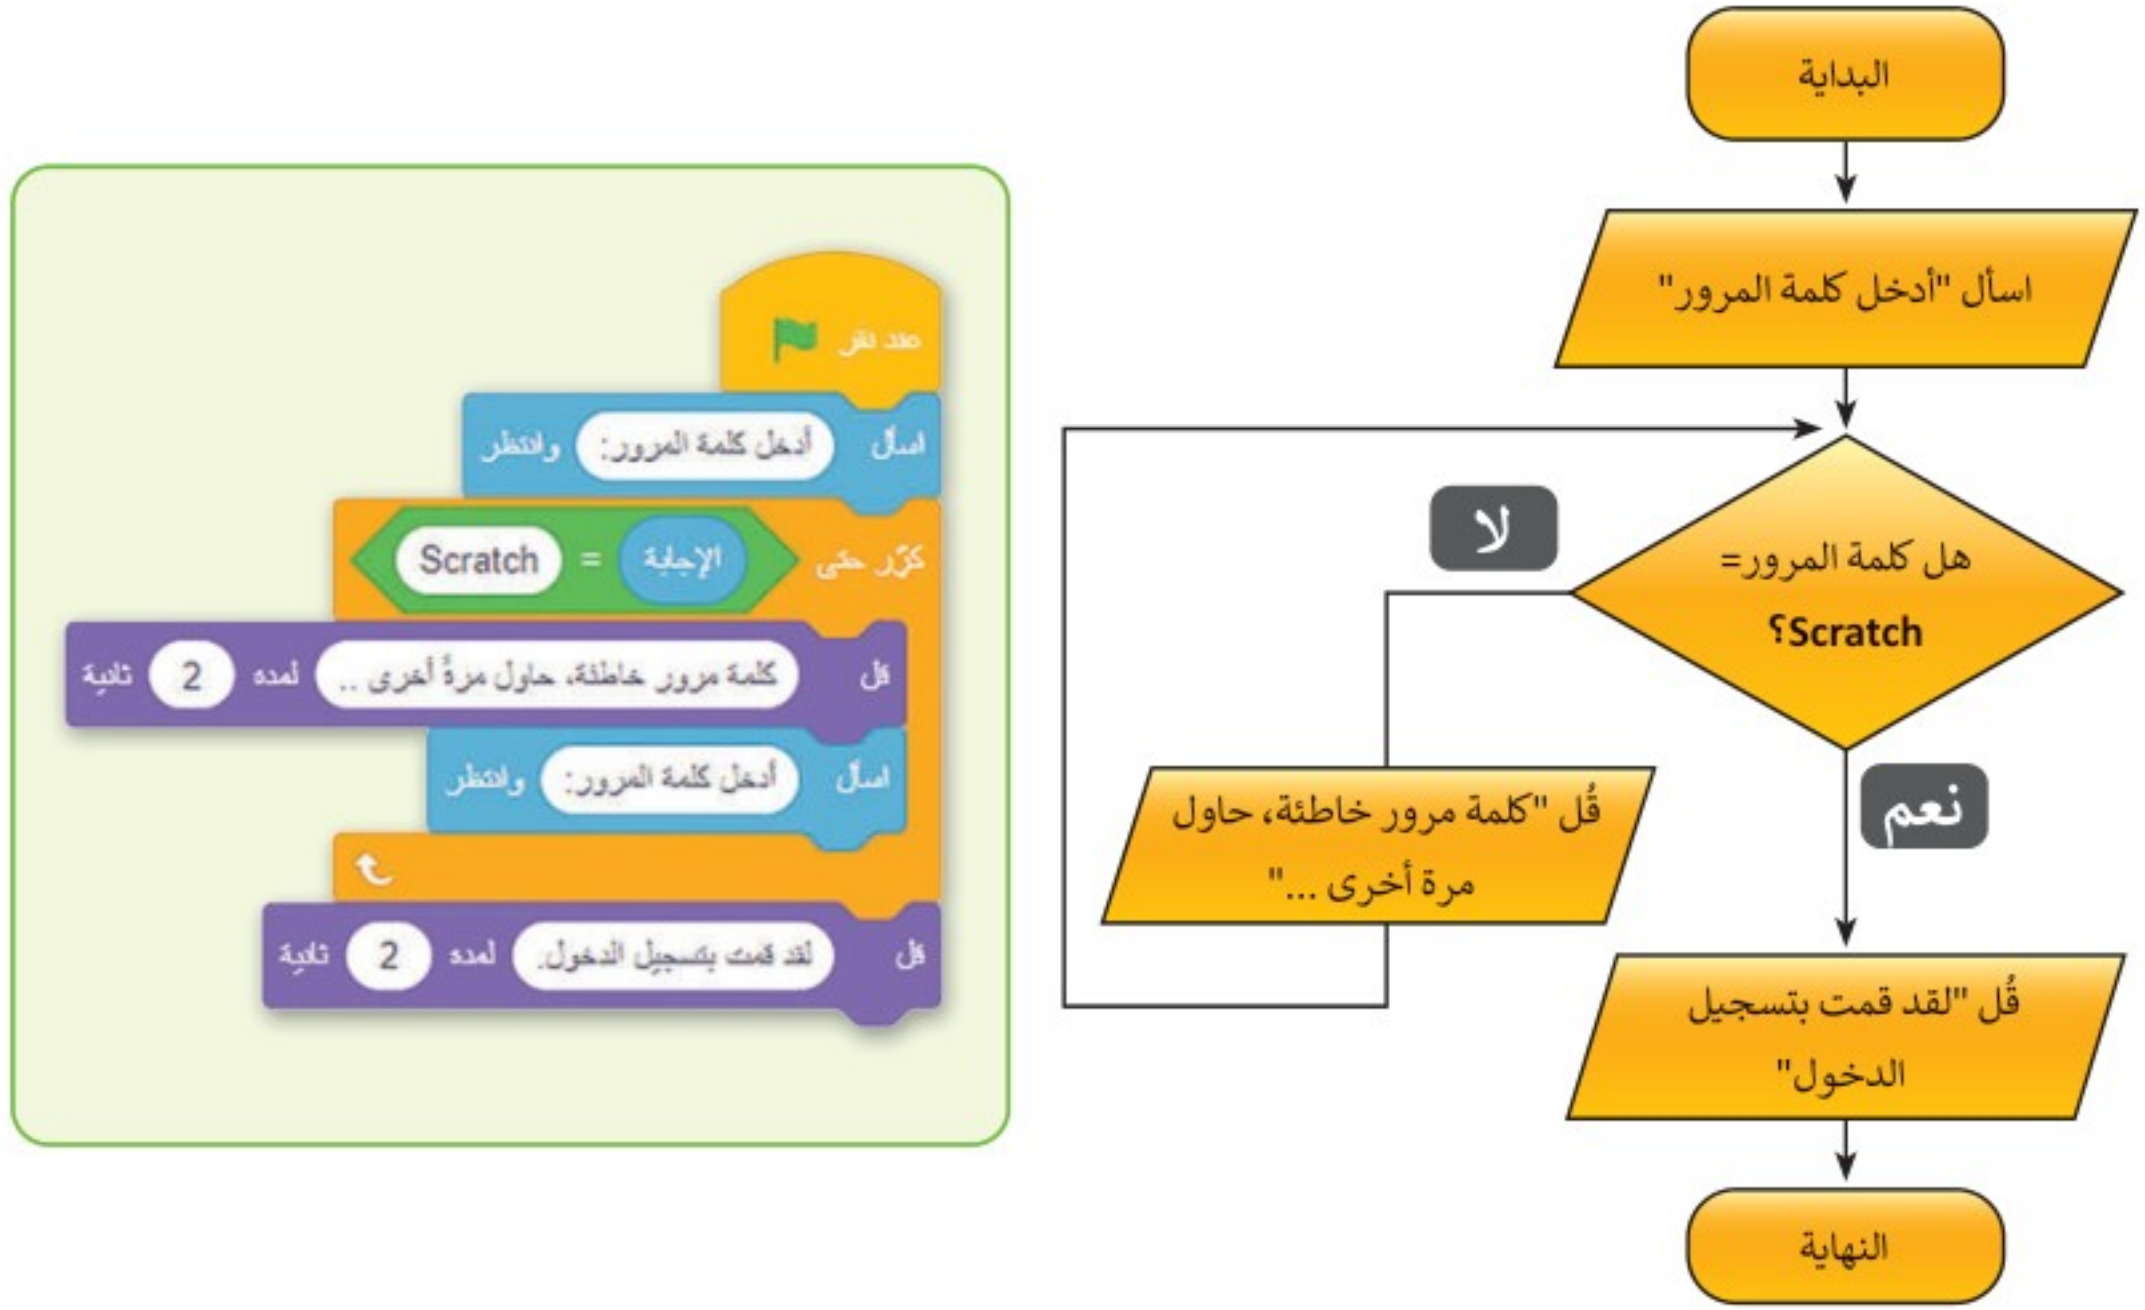 البداية
اسأل "أدخل كلمة المرور"
هل كلمة المرور=
Scratch؟
لا
نعم
قُل "كلمة مرور خاطئة، حاول
مرة أخرى ..."
قُل "لقد قمت بتسجيل
الدخول"
النهاية
عند نقر
اسأل أدخل كلمة المرور: وانتظر
كرّر حتى الإجابة = Scratch
قل كلمة مرور خاطئة، حاول مرةً أخرى .. لمدة 2 ثانية
اسأل أدخل كلمة المرور: وانتظر
قل لقد قمت بتسجيل الدخول. لمدة 2 ثانية